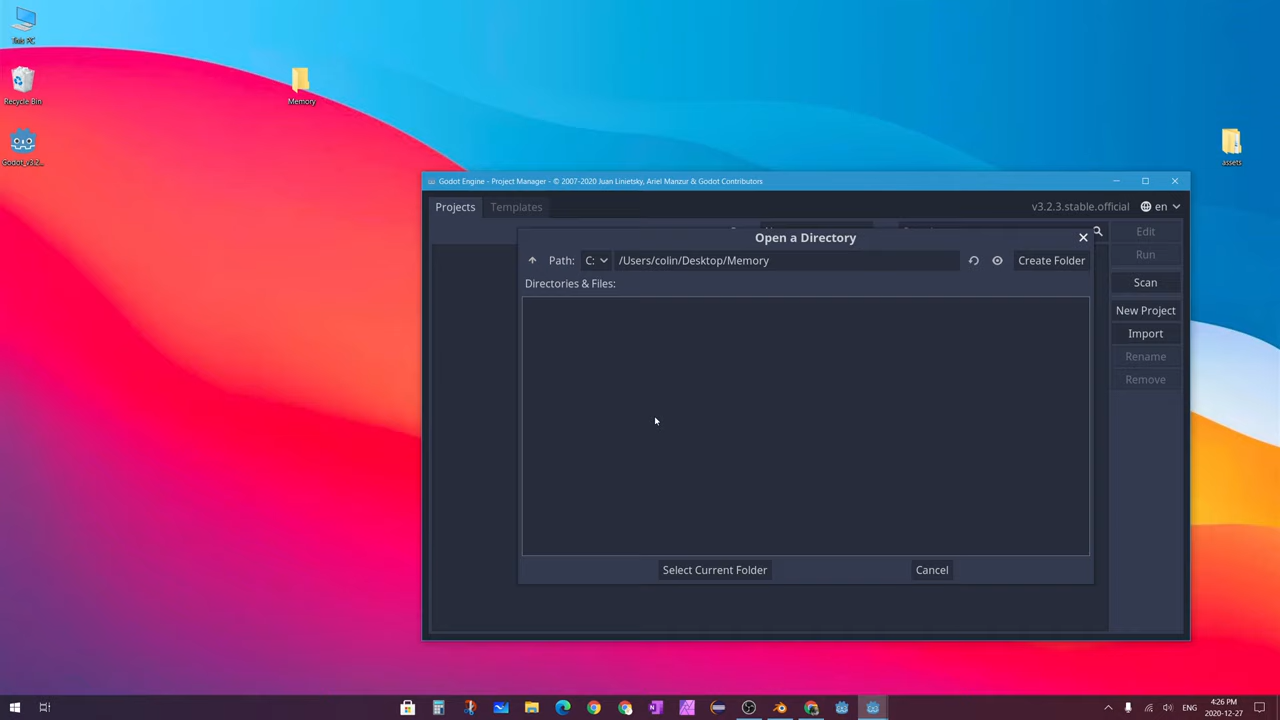 This PC
Recycle Bin
Godot_v3.2...
Memory
assets
Godot Engine - Project Manager - © 2007-2020 Juan Linietsky, Ariel Manzur & Godot Contributors
Projects
Templates
v3.2.3.stable.official
en
Open a Directory
Path:
C:
/Users/colin/Desktop/Memory
Create Folder
Directories & Files:
Select Current Folder
Cancel
Edit
Run
Scan
New Project
Import
Rename
Remove
ENG
4:26 PM
2020-12-27